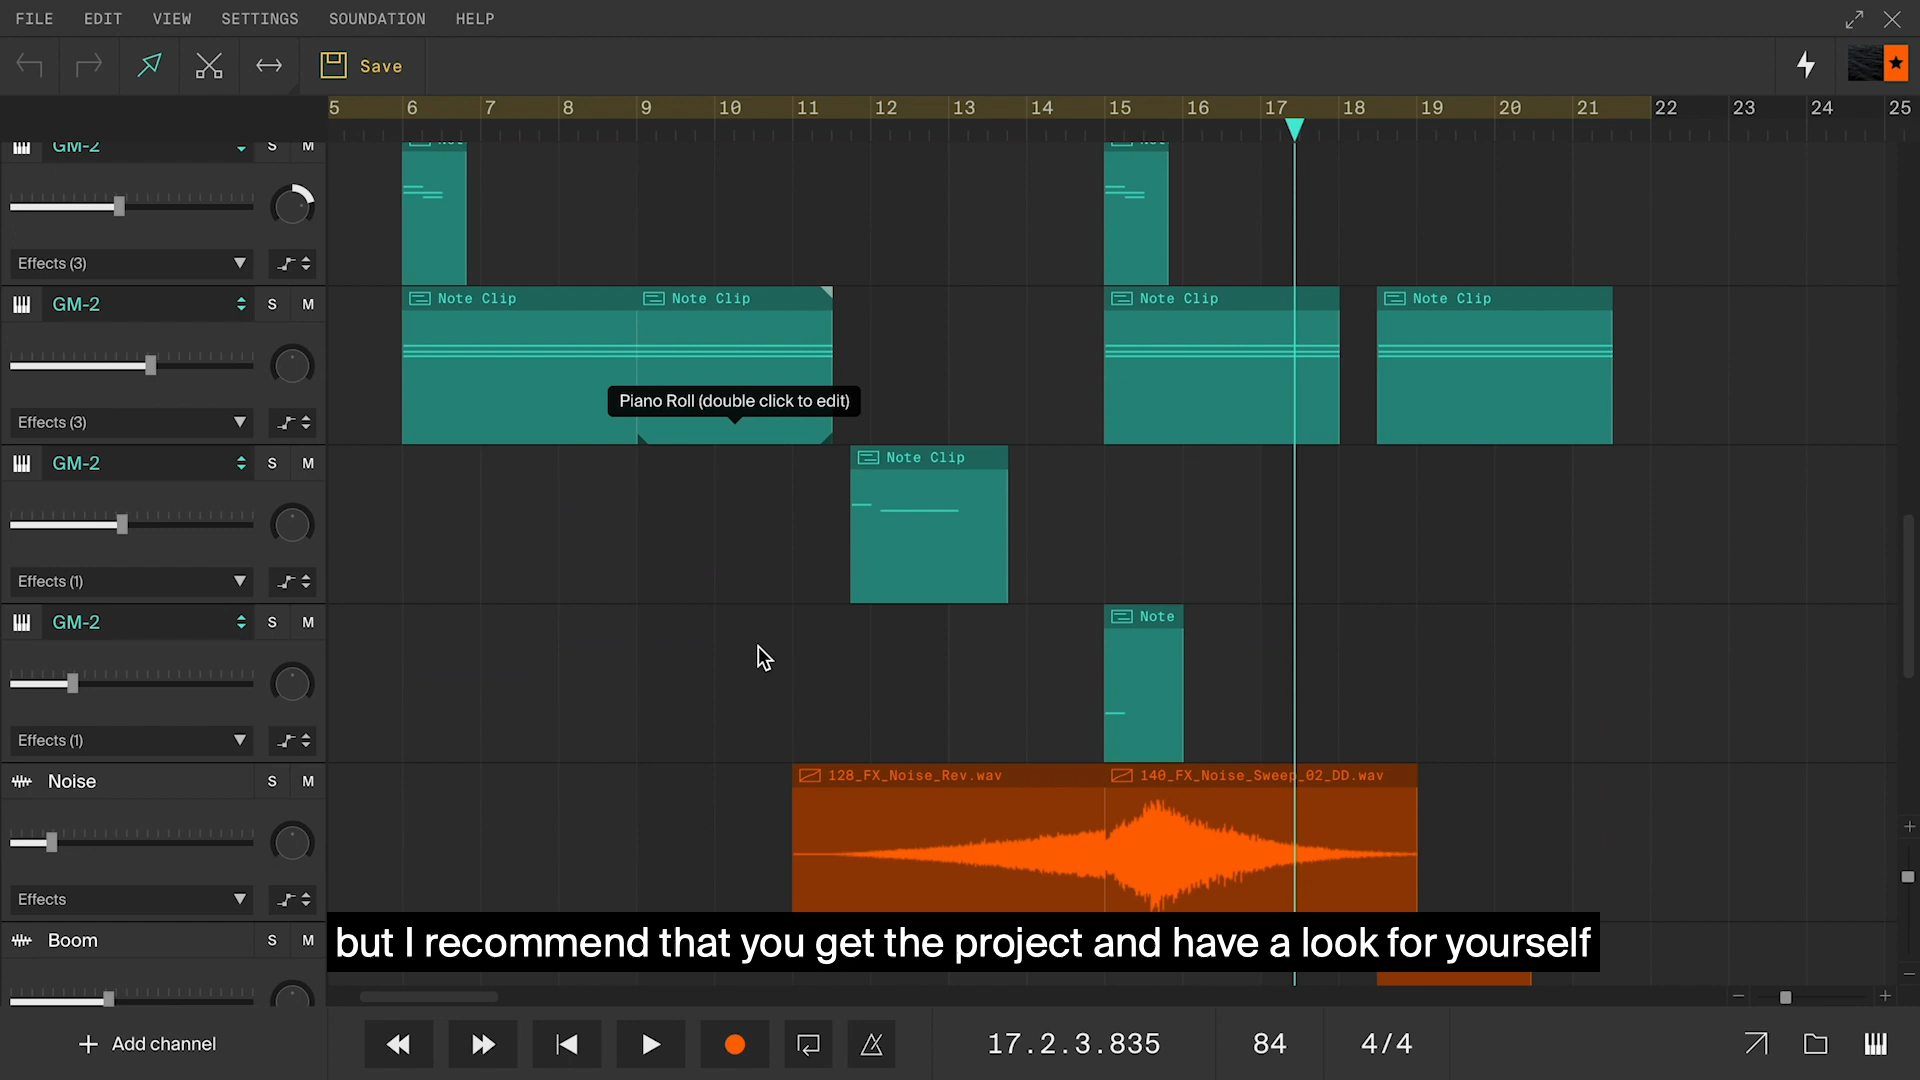 FILE EDIT VIEW SETTINGS SOUNDATION HELP
Save
5 6 7 8 9 10 11 12 13 14 15 16 17 18 19 20 21 22 23 24 25
GM-2 S M
Effects (3)
GM-2 S M
Note Clip Note Clip Note Clip Note Clip
Piano Roll (double click to edit)
Effects (3)
GM-2 S M
Note Clip
Effects (1)
GM-2 S M
Note
Effects (1)
Noise S M
128_FX_Noise_Rev.wav 140_FX_Noise_Sweep_02_DD.wav
Effects
Boom S M
but I recommend that you get the project and have a look for yourself
+ Add channel
17.2.3.835 84 4/4